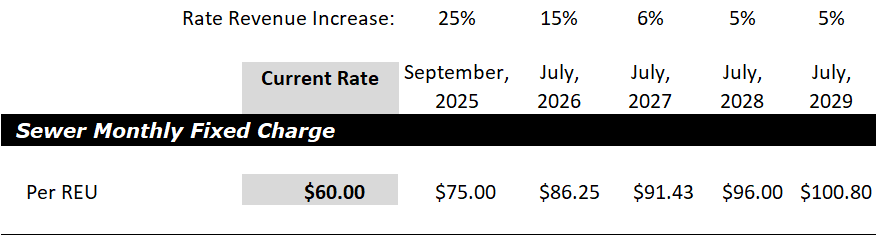 Rate Revenue Increase: 25% 15% 6% 5% 5%
Current Rate September, 2025 July, 2026 July, 2027 July, 2028 July, 2029
Sewer Monthly Fixed Charge
Per REU $60.00 $75.00 $86.25 $91.43 $96.00 $100.80